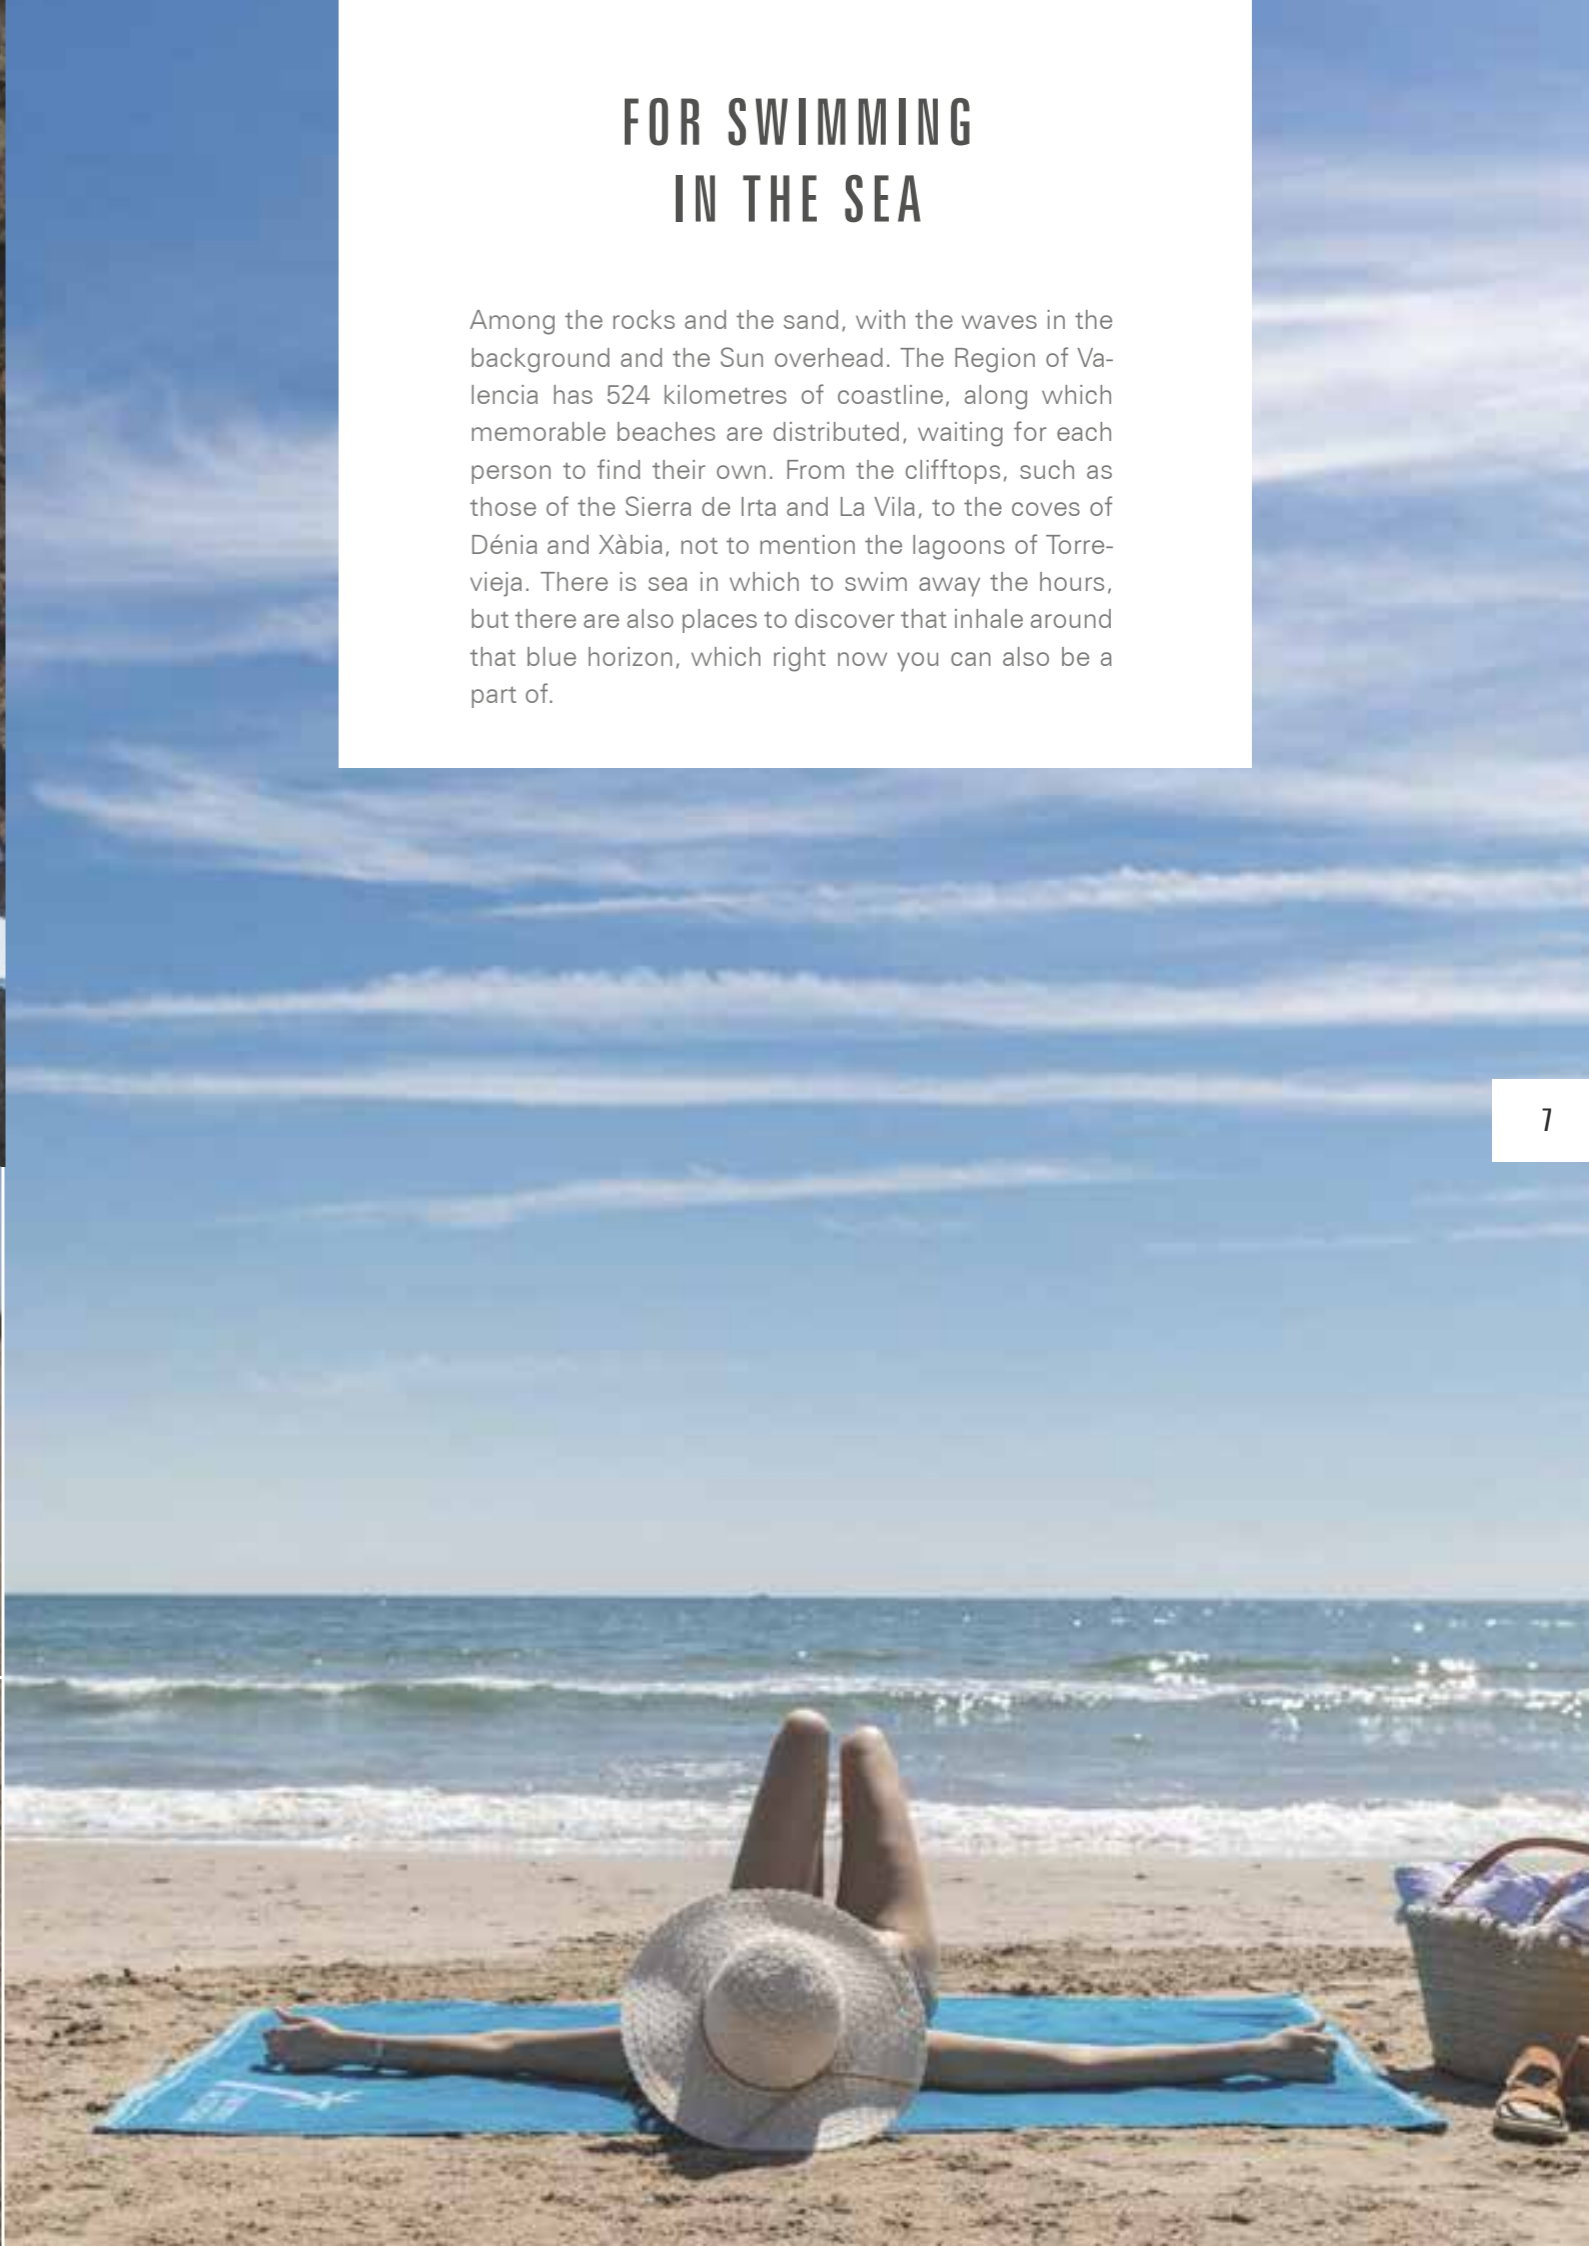 FOR SWIMMING
IN THE SEA
Among the rocks and the sand, with the waves in the
background and the Sun overhead. The Region of Va-
lencia has 524 kilometres of coastline, along which
memorable beaches are distributed, waiting for each
person to find their own. From the clifftops, such as
those of the Sierra de Irta and La Vila, to the coves of
Dénia and Xàbia, not to mention the lagoons of Torre-
vieja. There is sea in which to swim away the hours,
but there are also places to discover that inhale around
that blue horizon, which right now you can also be a
part of.
7